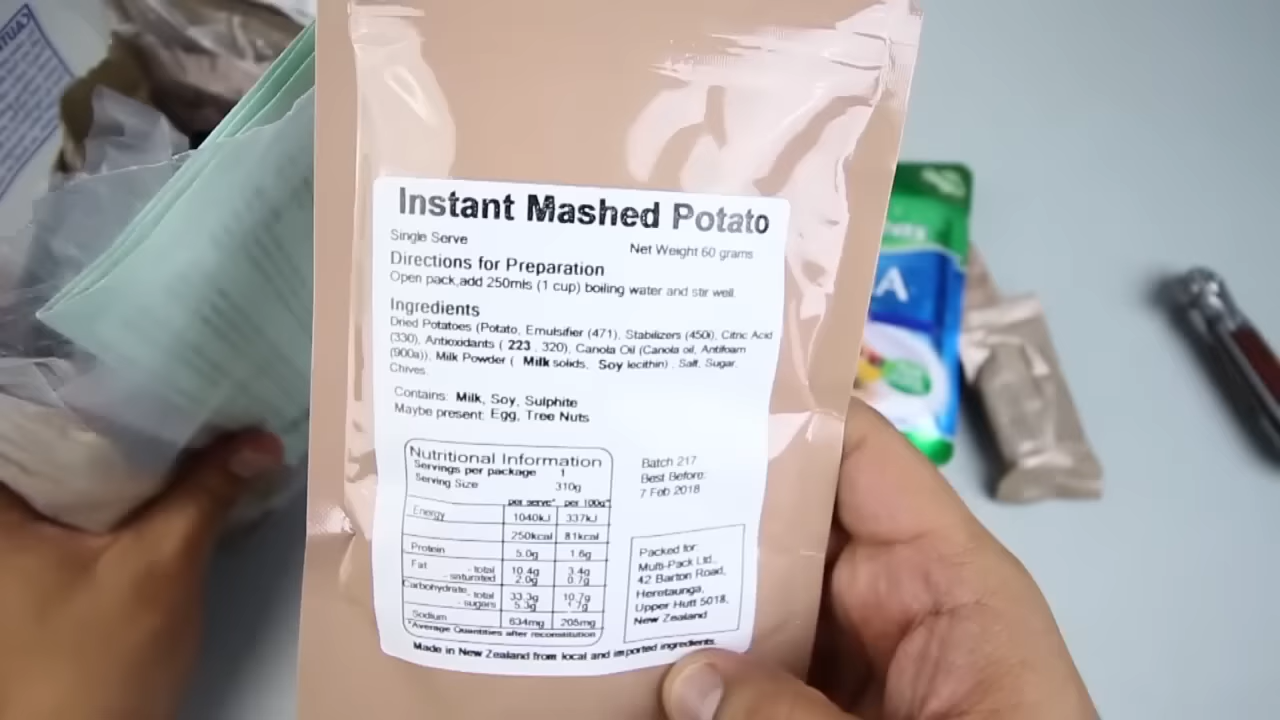 CAUT
Instant Mashed Potato
Single Serve
Net Weight 60 grams
Directions for Preparation
Open pack,add 250mls (1 cup) boiling water and stir well.
Ingredients
Dried Potatoes (Potato, Emulsifier (471), Stabilizers (450i), Citric Acid
(330), Antioxidants ( 223 , 320), Canola Oil (Canola oil, Antifoam
(900a)), Milk Powder ( Milk solids, Soy lecithin) , Salt, Sugar,
Chives.
Contains: Milk, Soy, Sulphite
Maybe present: Egg, Tree Nuts
Nutritional Information
Servings per package 1
Serving Size 310g
per serve* per 100g*
Energy 1040kJ 337kJ
250kcal 81kcal
Protein 5.0g 1.6g
Fat - total 10.4g 3.4g
- saturated 2.0g 0.7g
Carbohydrate - total 33.3g 10.7g
- sugars 5.3g 1.7g
Sodium 634mg 205mg
*Average Quantities after reconstitution
Batch 217
Best Before:
7 Feb 2018
Packed for:
Multi-Pack Ltd.,
42 Barton Road,
Heretaunga,
Upper Hutt 5018,
New Zealand
Made in New Zealand from local and imported ingredients.
A